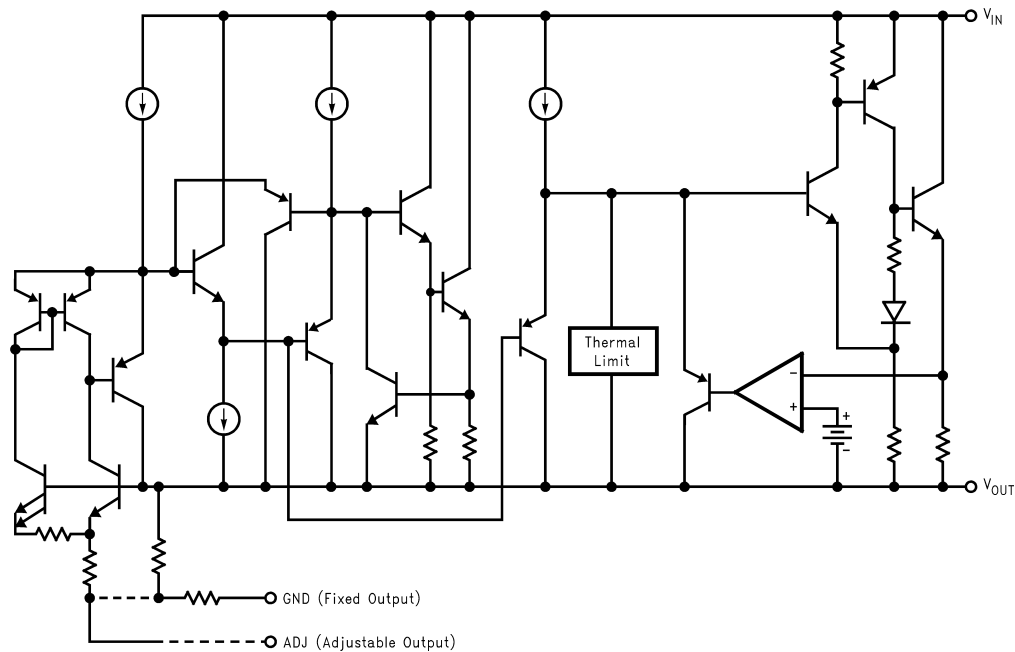 VIN
Thermal
Limit
−
+
+
−
VOUT
GND (Fixed Output)
ADJ (Adjustable Output)